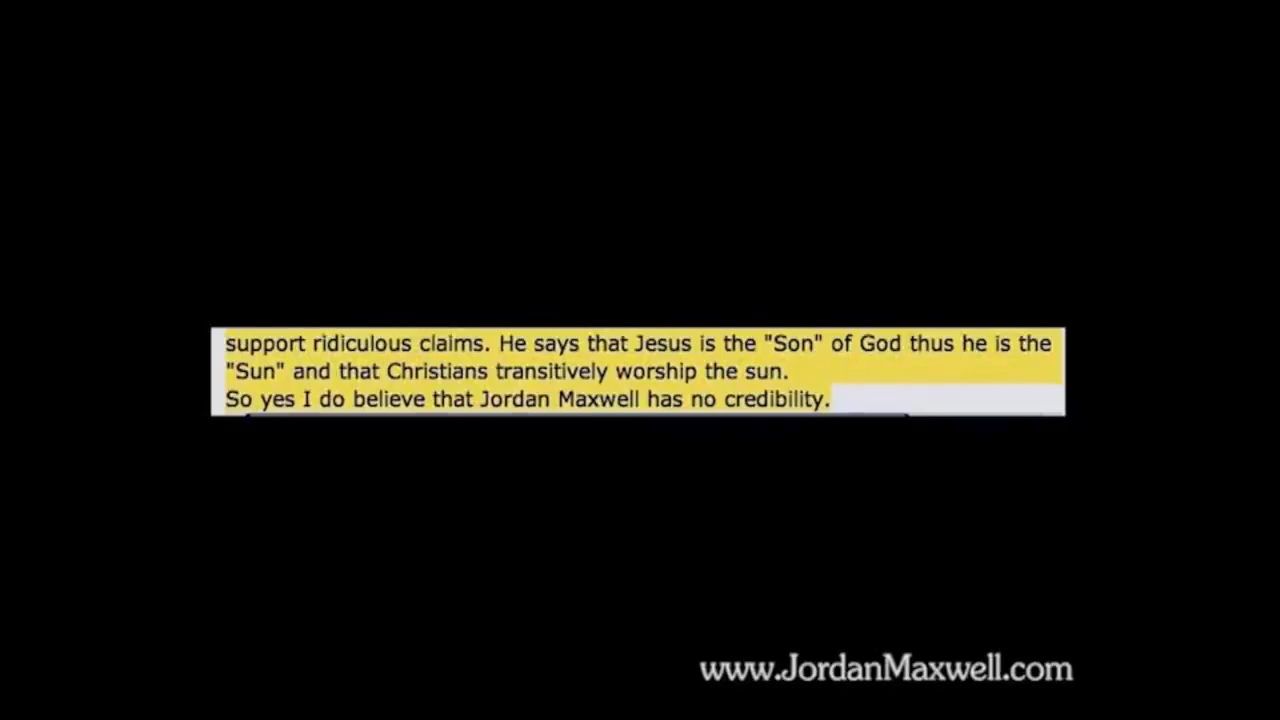 support ridiculous claims. He says that Jesus is the "Son" of God thus he is the
"Sun" and that Christians transitively worship the sun.
So yes I do believe that Jordan Maxwell has no credibility.
www.JordanMaxwell.com